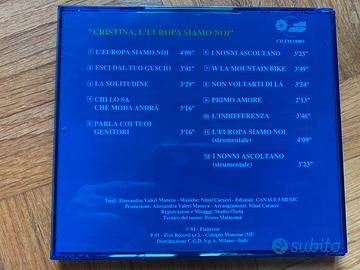 "CRISTINA, L'EUROPA SIAMO NOI"
CD FM 13603
1 L'EUROPA SIAMO NOI 4'09"
2 ESCI DAL TUO GUSCIO 3'41"
3 LA SOLITUDINE 3'29"
4 CHI LO SA
CHE MODA ANDRÁ 3'16"
5 PARLA COI TUOI
GENITORI 3'16"
6 I NONNI ASCOLTANO 3'23"
7 W LA MOUNTAIN BIKE 3'49"
8 NON VOLTARTI DI LÁ 3'54"
9 PRIMO AMORE 2'13"
10 L'INDIFFERENZA 3'46"
11 L'EUROPA SIAMO NOI
(strumentale) 4'09"
12 I NONNI ASCOLTANO
(strumentale) 3'23"
Testi: Alessandra Valeri Manera - Musiche: Ninni Carucci - Edizioni: CANALE 5 MUSIC
Produzione: Alessandra Valeri Manera - Arrangiamenti: Ninni Carucci
Registrazioni e Missaggi: Studio l'Isola
Tecnico del suono: Bruno Malasoma
© 91 - Fininvest
P 91 - Five Record s.r.l. - Cologno Monzese (MI)
Distribuzione C.G.D. S.p.A. Milano - Italy
subito